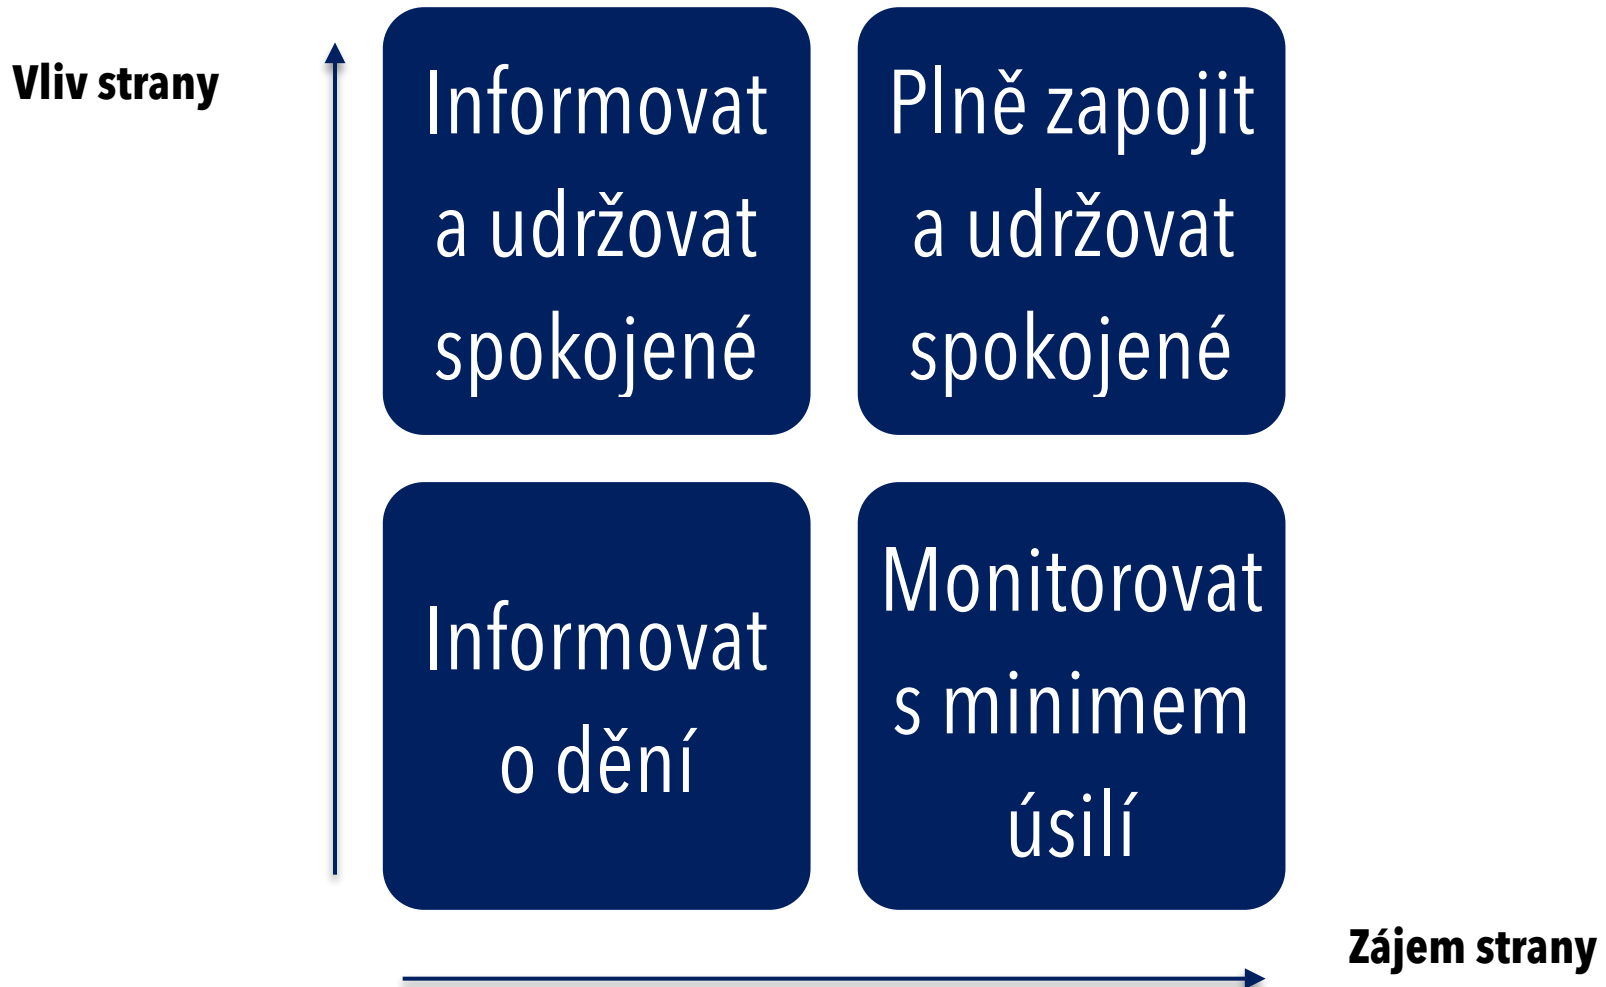 Vliv strany
Informovat
a udržovat
spokojené
Plně zapojit
a udržovat
spokojené
Informovat
o dění
Monitorovat
s minimem
úsilí
Zájem strany